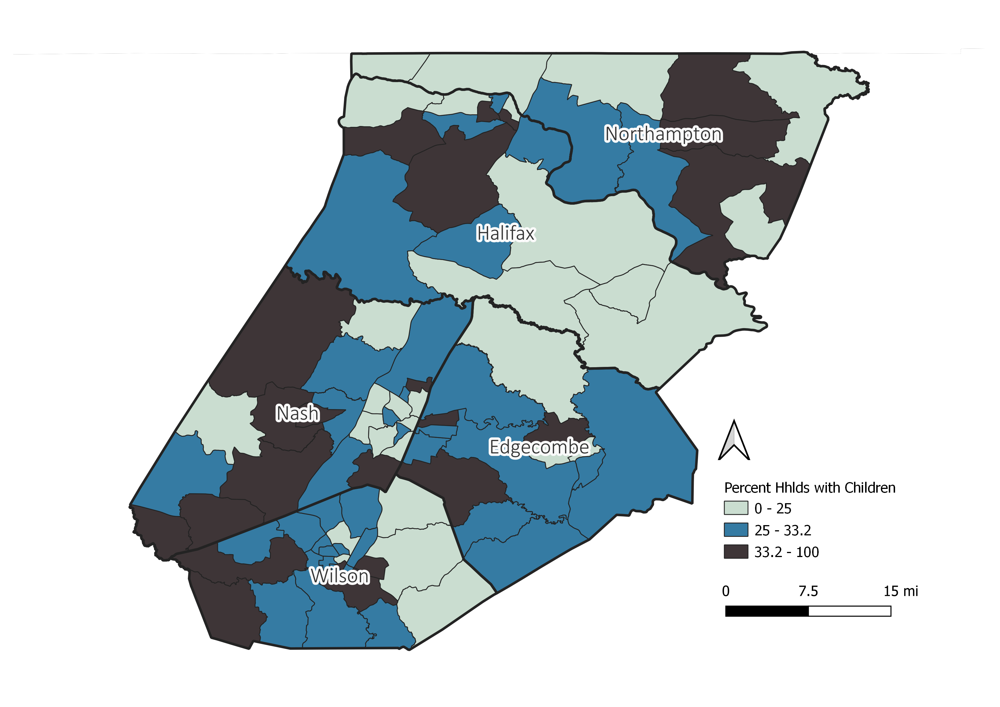 Northampton
Halifax
Nash
Edgecombe
Wilson
Percent Hhlds with Children
0 - 25
25 - 33.2
33.2 - 100
0 7.5 15 mi